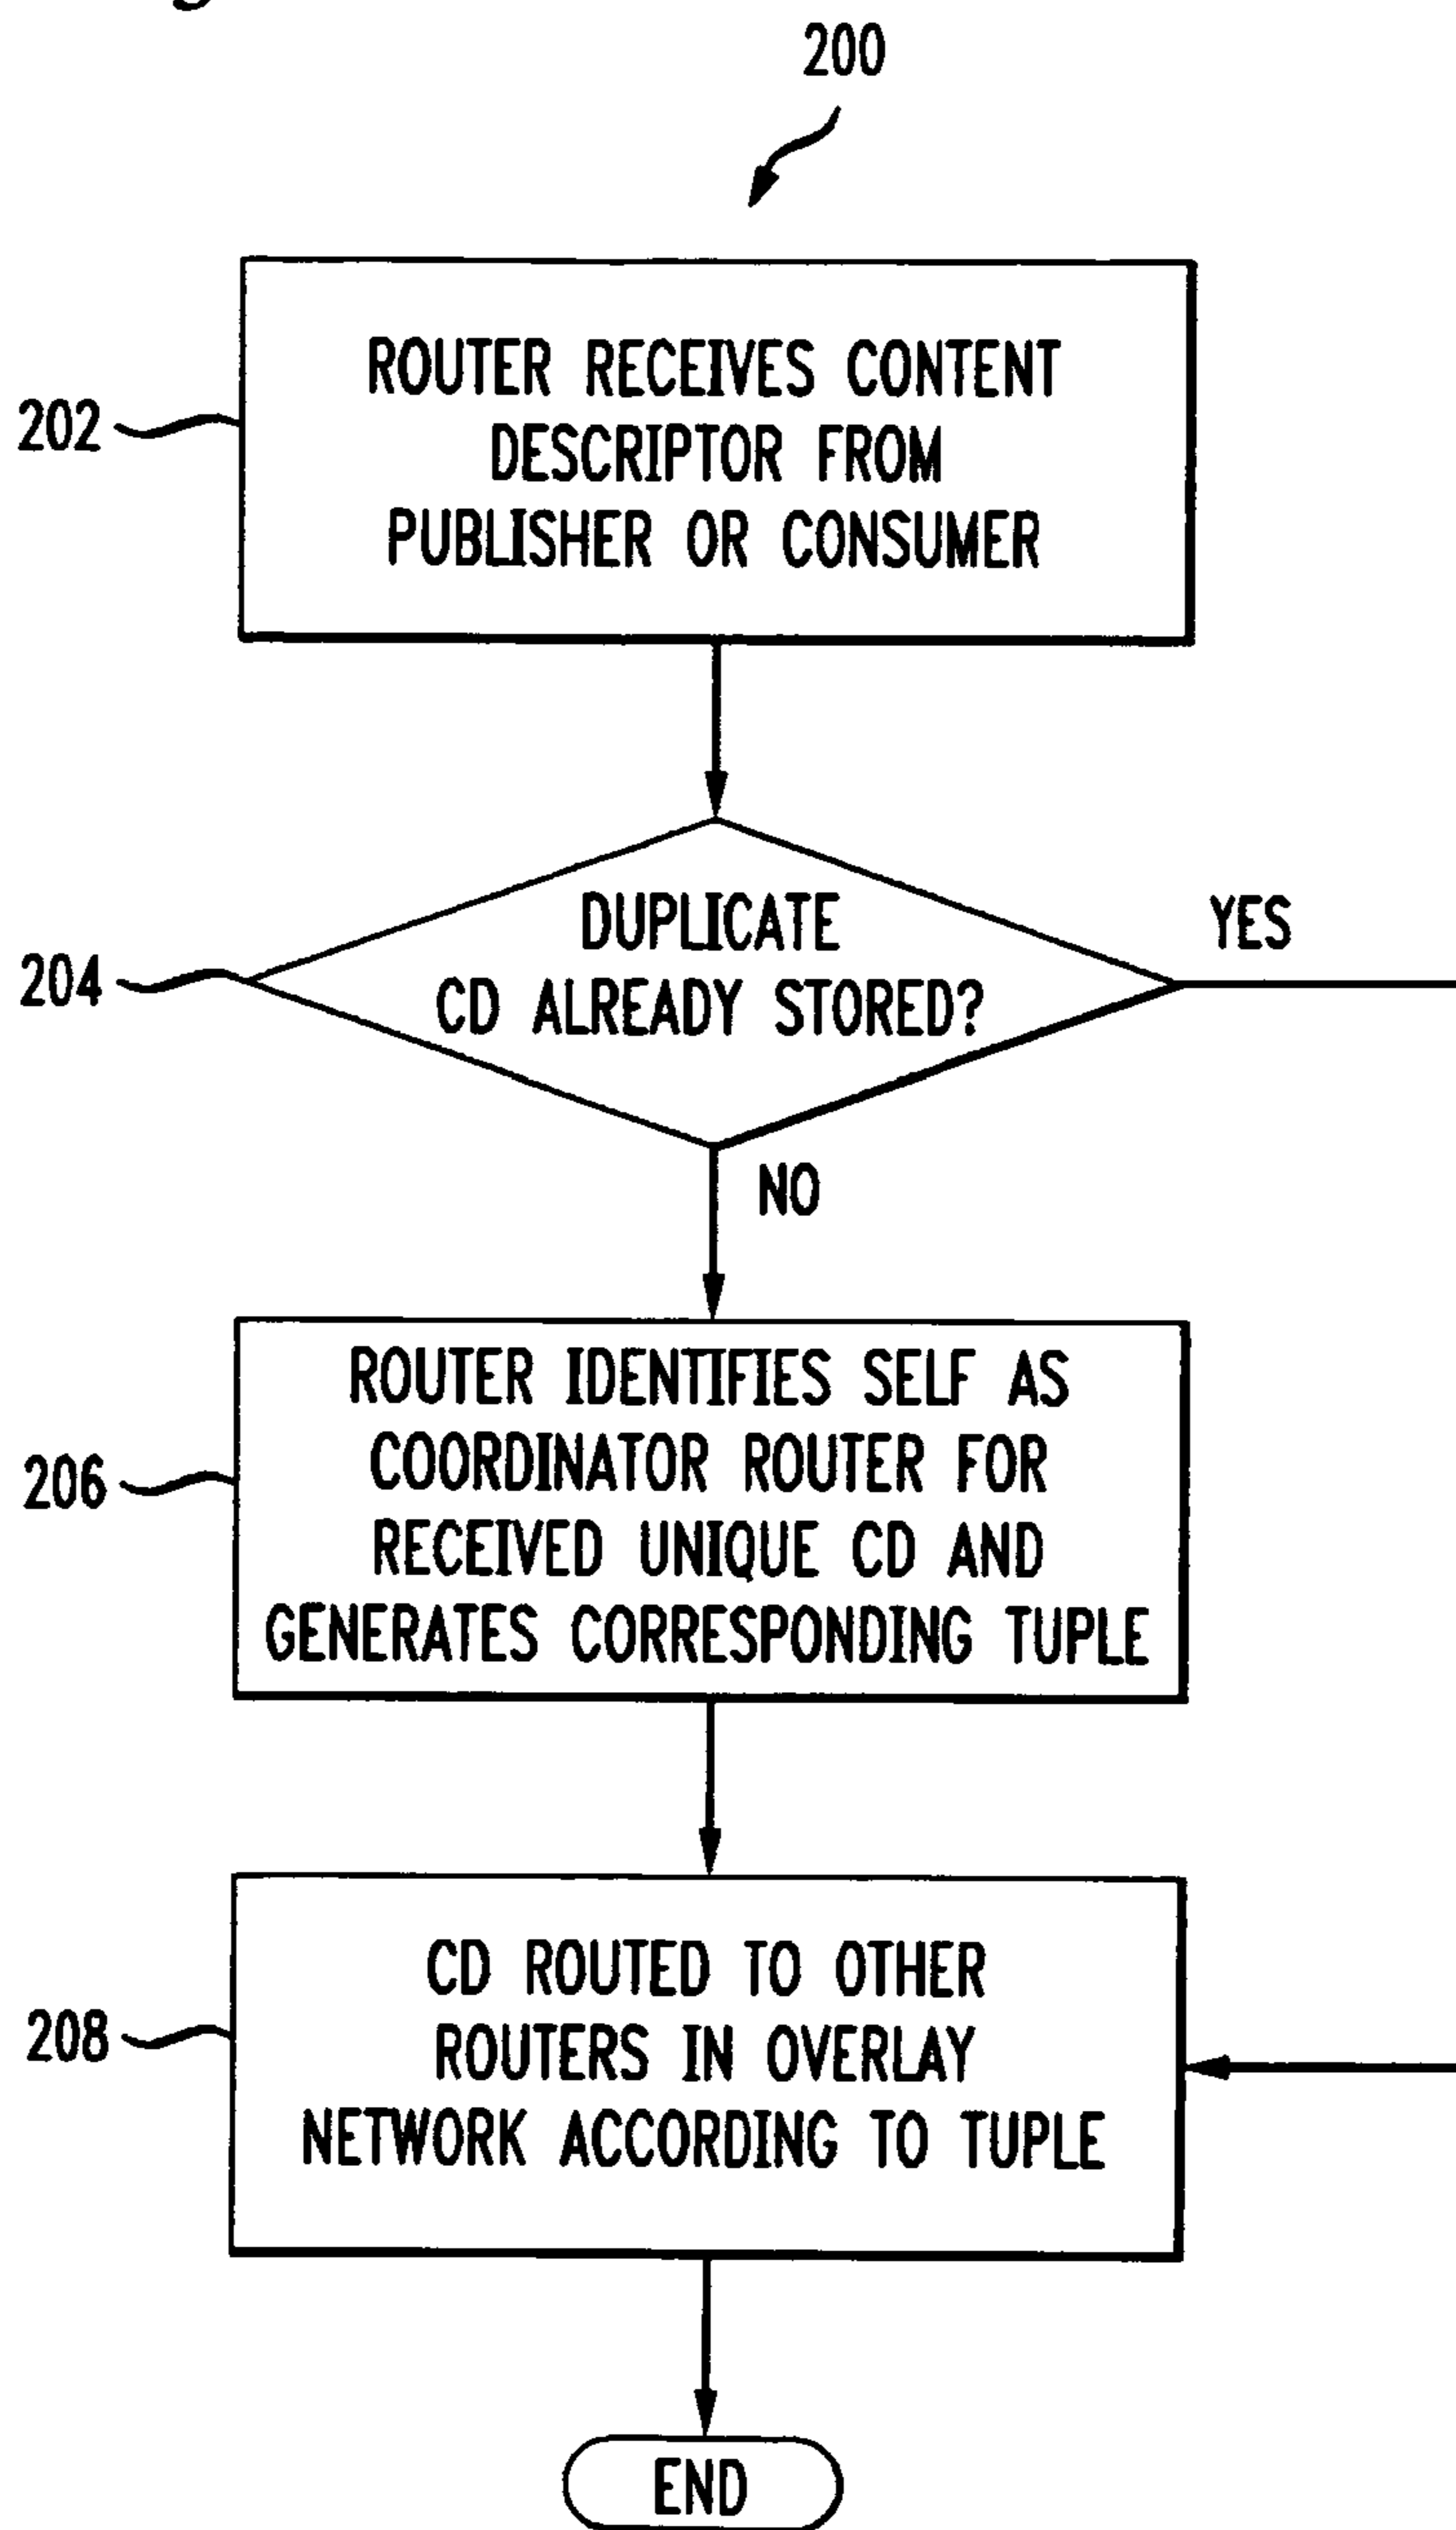 200
202
ROUTER RECEIVES CONTENT
DESCRIPTOR FROM
PUBLISHER OR CONSUMER
204
DUPLICATE
CD ALREADY STORED?
YES
NO
206
ROUTER IDENTIFIES SELF AS
COORDINATOR ROUTER FOR
RECEIVED UNIQUE CD AND
GENERATES CORRESPONDING TUPLE
208
CD ROUTED TO OTHER
ROUTERS IN OVERLAY
NETWORK ACCORDING TO TUPLE
END